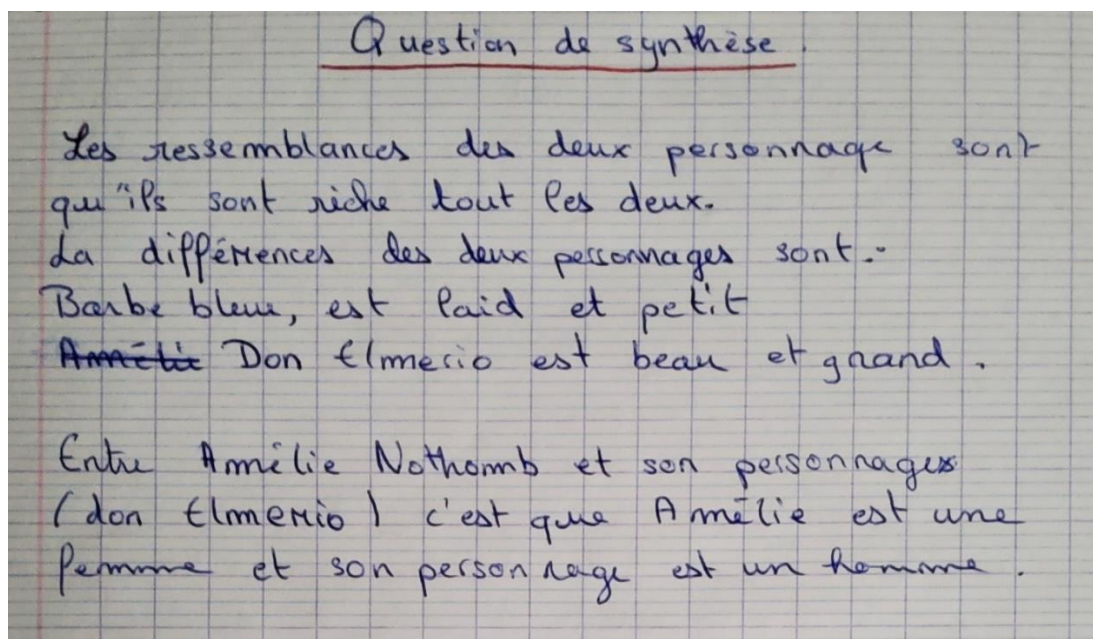 Question de synthèse.
Les ressemblances des deux personnage sont
qu'ils sont riche tout les deux.
La différences des deux personnages sont.-
Barbe bleue, est laid et petit
Amélie Don Elmerio est beau et grand.
Entre Amélie Nothomb et son personnages
(don Elmerio) c'est que Amélie est une
femme et son personnage est un homme.